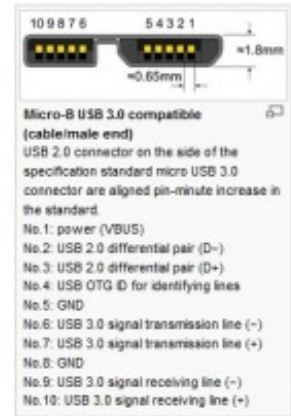 10 9 8 7 6 5 4 3 2 1
≈1.8mm
≈0.65mm
Micro-B USB 3.0 compatible
(cable/male end)
USB 2.0 connector on the side of the
specification standard micro USB 3.0
connector are aligned pin-minute increase in
the standard.
No.1: power (VBUS)
No.2: USB 2.0 differential pair (D−)
No.3: USB 2.0 differential pair (D+)
No.4: USB OTG ID for identifying lines
No.5: GND
No.6: USB 3.0 signal transmission line (−)
No.7: USB 3.0 signal transmission line (+)
No.8: GND
No.9: USB 3.0 signal receiving line (−)
No.10: USB 3.0 signal receiving line (+)